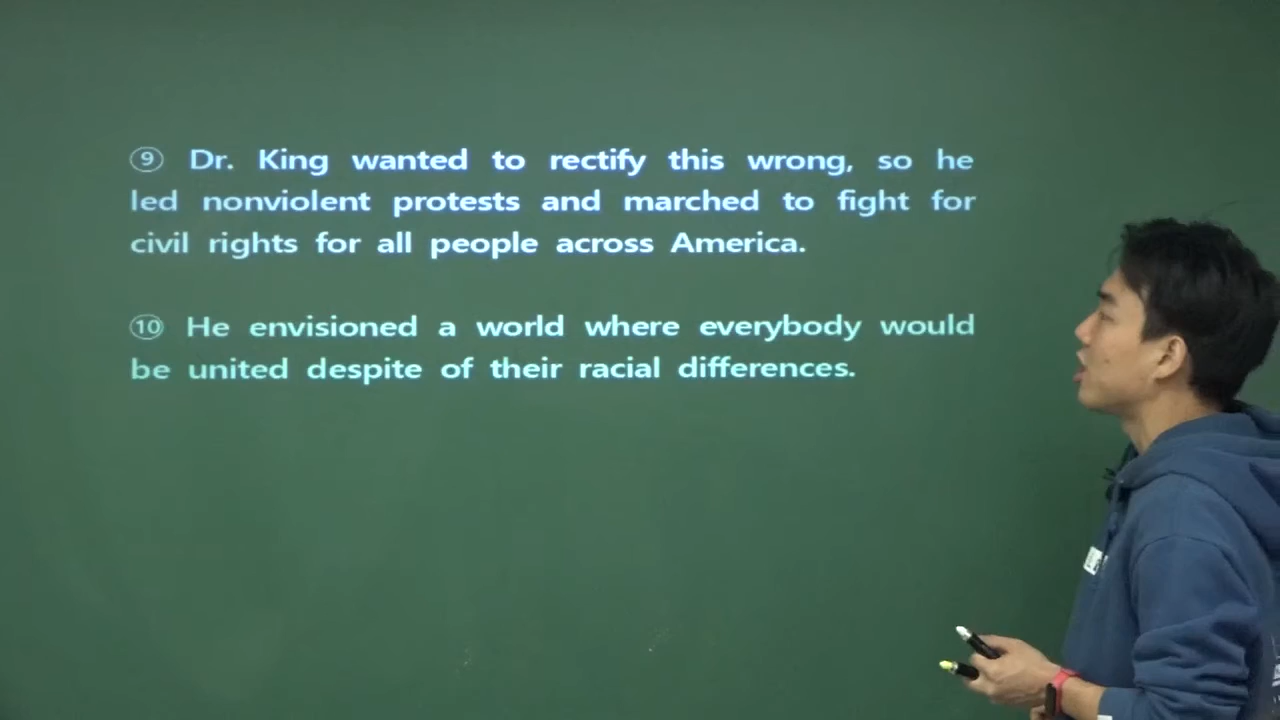 ⑨ Dr. King wanted to rectify this wrong, so he
led nonviolent protests and marched to fight for
civil rights for all people across America.
⑩ He envisioned a world where everybody would
be united despite of their racial differences.